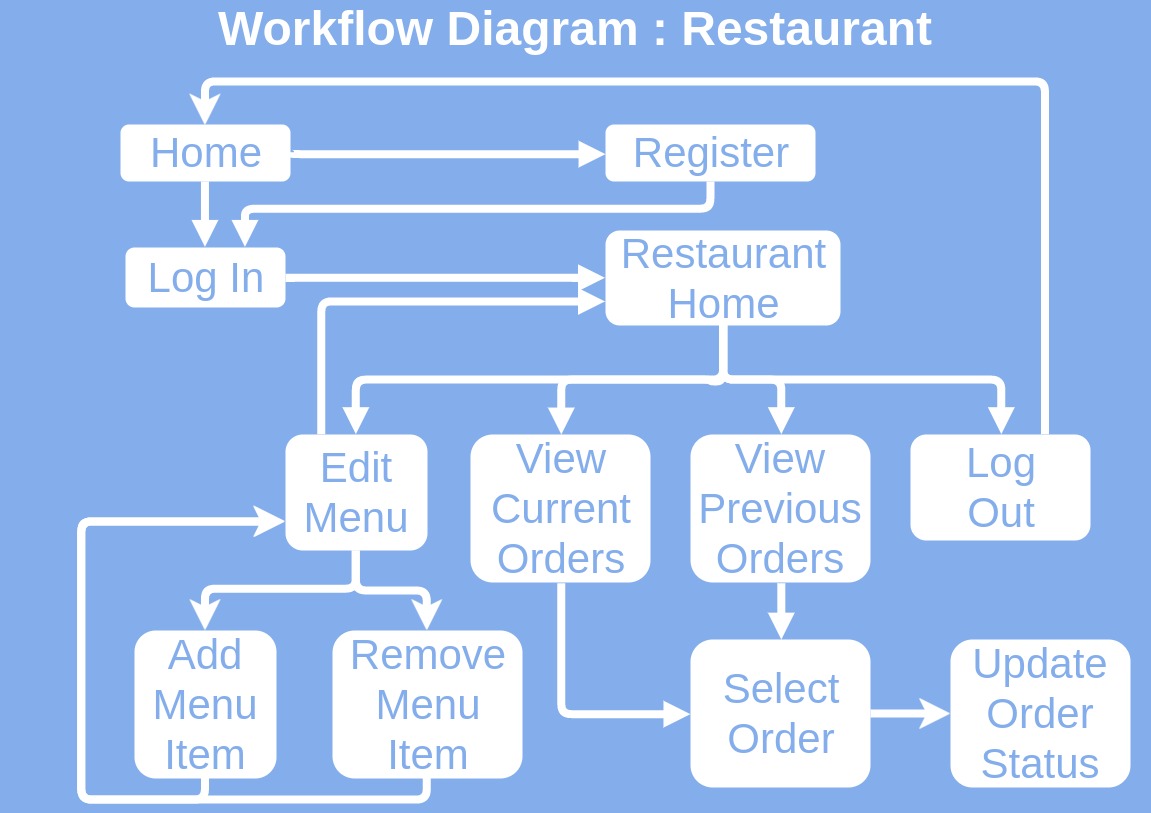 Workflow Diagram : Restaurant
Home
Register
Log In
Restaurant
Home
Edit
Menu
View
Current
Orders
View
Previous
Orders
Log
Out
Add
Menu
Item
Remove
Menu
Item
Select
Order
Update
Order
Status